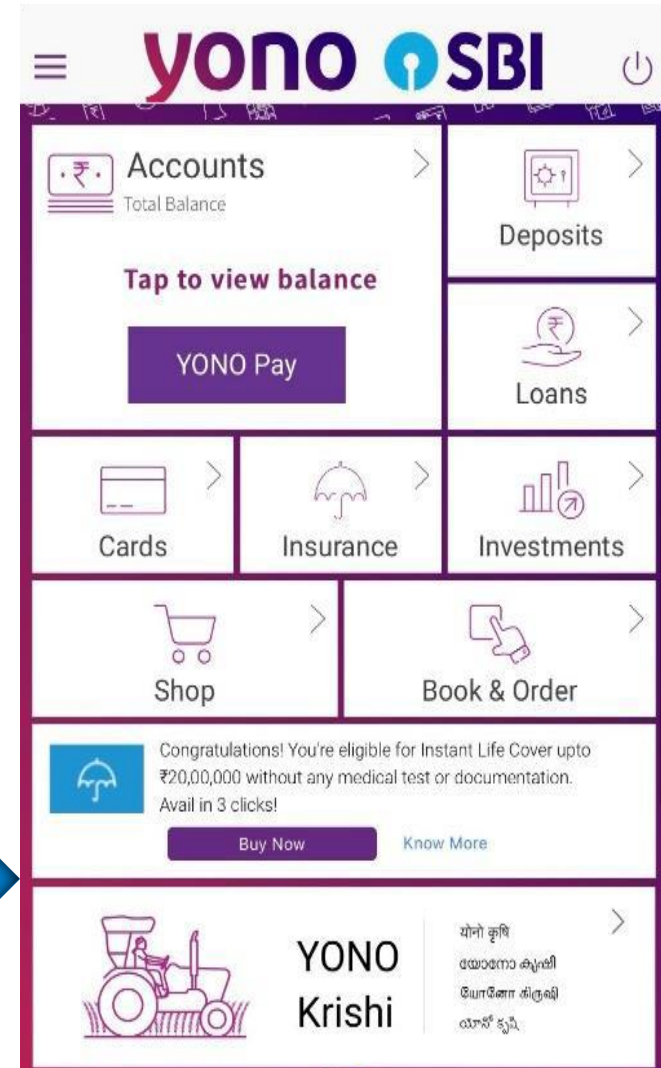 yono SBI
Accounts
Total Balance
Tap to view balance
YONO Pay
Deposits
Loans
Cards
Insurance
Investments
Shop
Book & Order
Congratulations! You're eligible for Instant Life Cover upto
₹20,00,000 without any medical test or documentation.
Avail in 3 clicks!
Buy Now
Know More
YONO
Krishi
योनो कृषि
യോനോ കൃഷി
யோனோ கிருஷி
యోనో కృషి